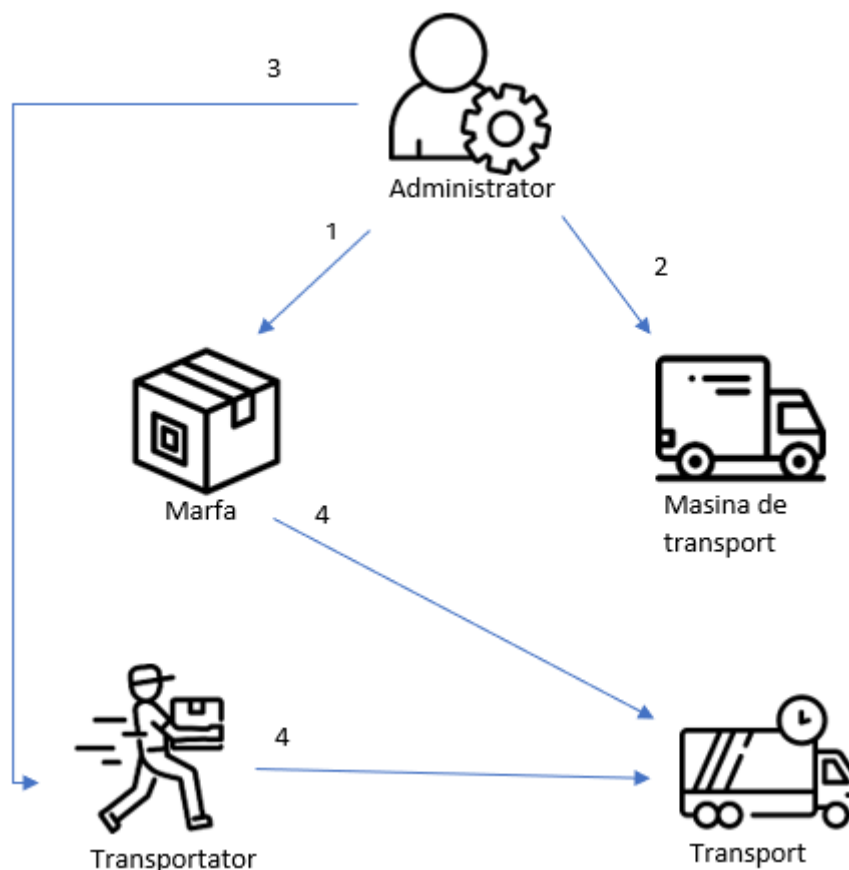 3
Administrator
1
2
Marfa
4
Masina de
transport
4
Transportator
Transport